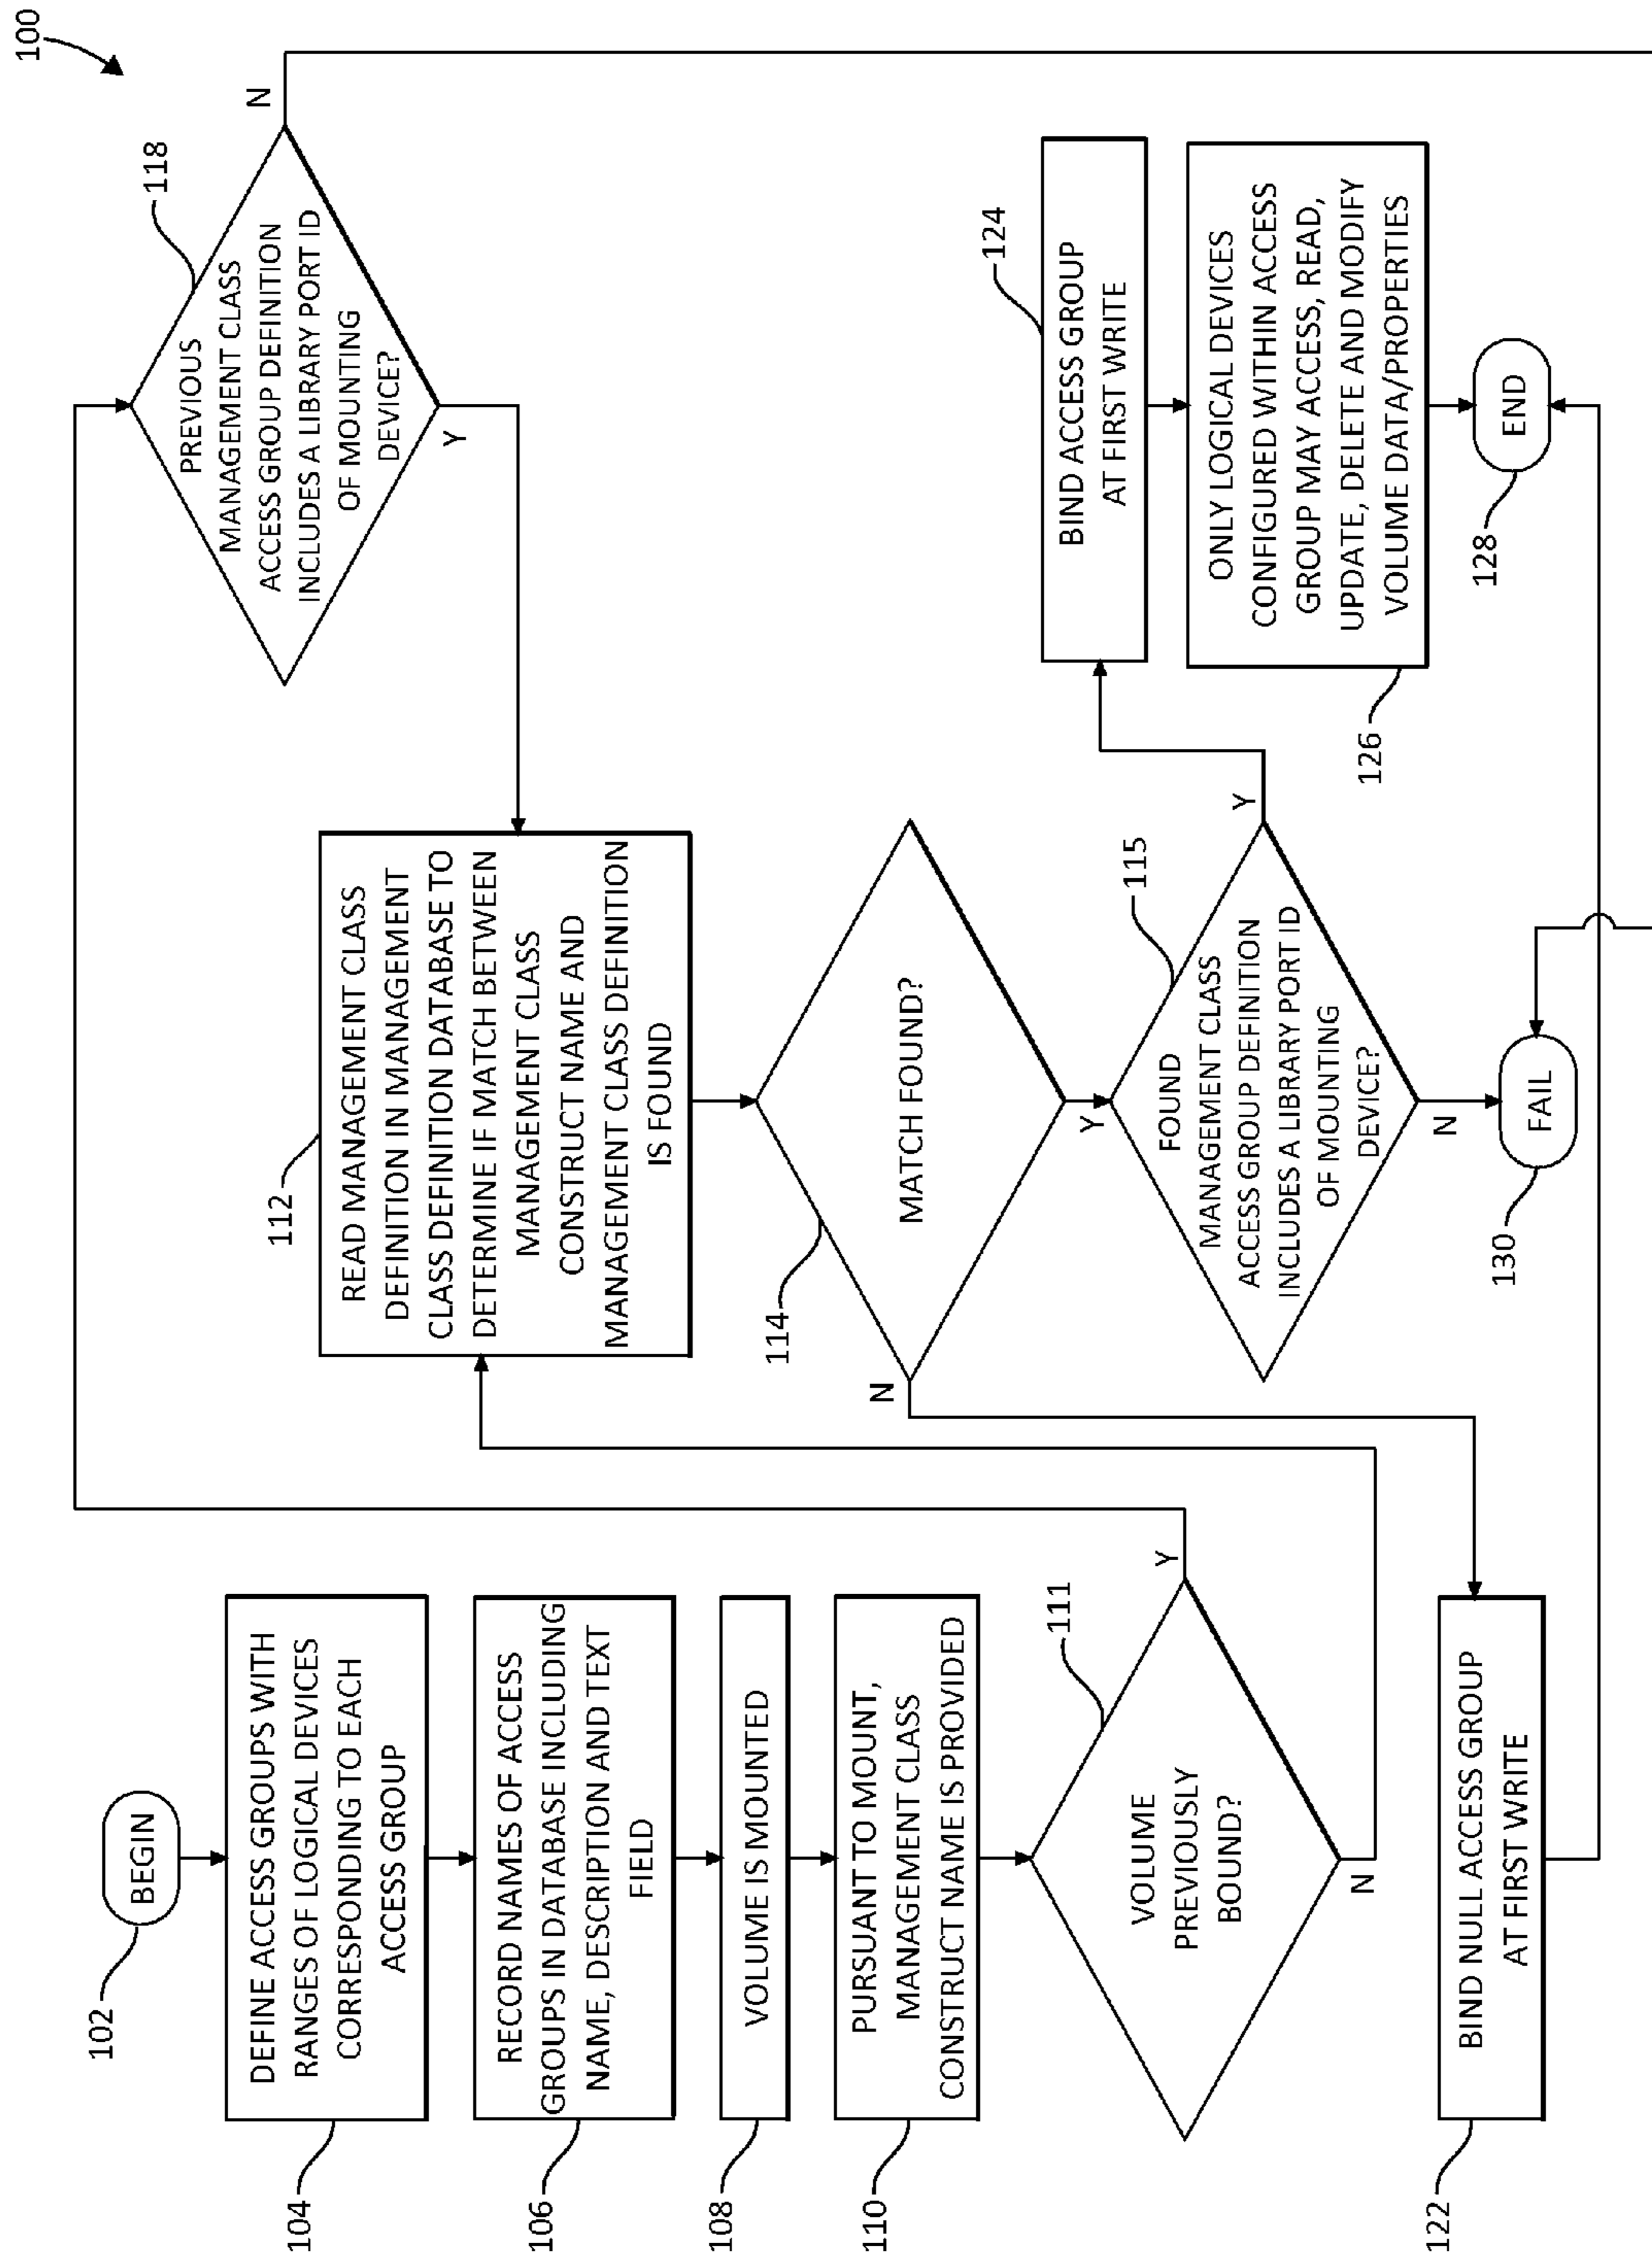 100
BEGIN
102
DEFINE ACCESS GROUPS WITH
RANGES OF LOGICAL DEVICES
CORRESPONDING TO EACH
ACCESS GROUP
104
RECORD NAMES OF ACCESS
GROUPS IN DATABASE INCLUDING
NAME, DESCRIPTION AND TEXT
FIELD
106
VOLUME IS MOUNTED
108
PURSUANT TO MOUNT,
MANAGEMENT CLASS
CONSTRUCT NAME IS PROVIDED
110
VOLUME
PREVIOUSLY
BOUND?
111
Y
N
BIND NULL ACCESS GROUP
AT FIRST WRITE
122
READ MANAGEMENT CLASS
DEFINITION IN MANAGEMENT
CLASS DEFINITION DATABASE TO
DETERMINE IF MATCH BETWEEN
MANAGEMENT CLASS
CONSTRUCT NAME AND
MANAGEMENT CLASS DEFINITION
IS FOUND
112
MATCH FOUND?
114
N
Y
FOUND
MANAGEMENT CLASS
ACCESS GROUP DEFINITION
INCLUDES A LIBRARY PORT ID
OF MOUNTING
DEVICE?
115
Y
N
FAIL
130
PREVIOUS
MANAGEMENT CLASS
ACCESS GROUP DEFINITION
INCLUDES A LIBRARY PORT ID
OF MOUNTING
DEVICE?
118
N
Y
BIND ACCESS GROUP
AT FIRST WRITE
124
ONLY LOGICAL DEVICES
CONFIGURED WITHIN ACCESS
GROUP MAY ACCESS, READ,
UPDATE, DELETE AND MODIFY
VOLUME DATA/PROPERTIES
126
END
128